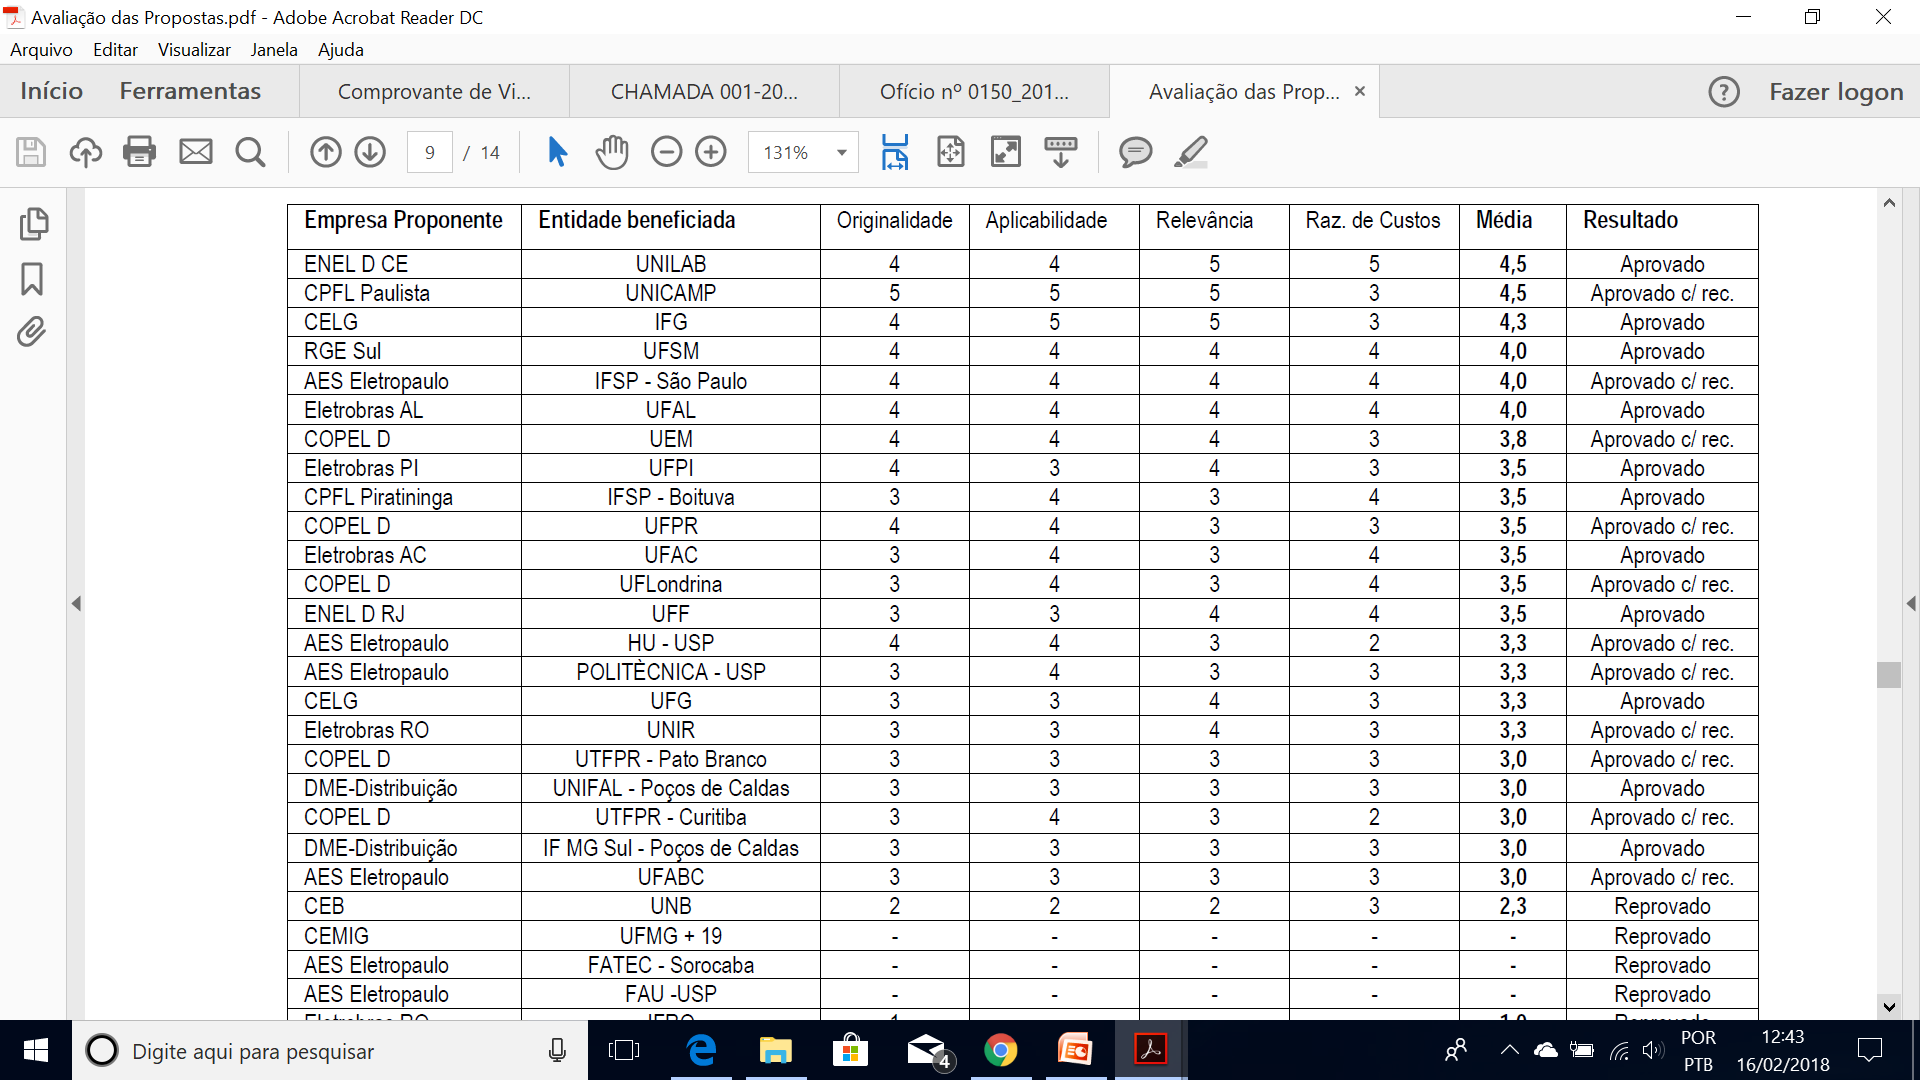 Avaliação das Propostas.pdf - Adobe Acrobat Reader DC
Arquivo Editar Visualizar Janela Ajuda
Início Ferramentas Comprovante de Vi... CHAMADA 001-20... Ofício nº 0150_201... Avaliação das Prop... × ? Fazer logon
9 / 14 131%
Empresa Proponente Entidade beneficiada Originalidade Aplicabilidade Relevância Raz. de Custos Média Resultado
ENEL D CE UNILAB 4 4 5 5 4,5 Aprovado
CPFL Paulista UNICAMP 5 5 5 3 4,5 Aprovado c/ rec.
CELG IFG 4 5 5 3 4,3 Aprovado
RGE Sul UFSM 4 4 4 4 4,0 Aprovado
AES Eletropaulo IFSP - São Paulo 4 4 4 4 4,0 Aprovado c/ rec.
Eletrobras AL UFAL 4 4 4 4 4,0 Aprovado
COPEL D UEM 4 4 4 3 3,8 Aprovado c/ rec.
Eletrobras PI UFPI 4 3 4 3 3,5 Aprovado
CPFL Piratininga IFSP - Boituva 3 4 3 4 3,5 Aprovado
COPEL D UFPR 4 4 3 3 3,5 Aprovado c/ rec.
Eletrobras AC UFAC 3 4 3 4 3,5 Aprovado
COPEL D UFLondrina 3 4 3 4 3,5 Aprovado c/ rec.
ENEL D RJ UFF 3 3 4 4 3,5 Aprovado
AES Eletropaulo HU - USP 4 4 3 2 3,3 Aprovado c/ rec.
AES Eletropaulo POLITÈCNICA - USP 3 4 3 3 3,3 Aprovado c/ rec.
CELG UFG 3 3 4 3 3,3 Aprovado
Eletrobras RO UNIR 3 3 4 3 3,3 Aprovado c/ rec.
COPEL D UTFPR - Pato Branco 3 3 3 3 3,0 Aprovado c/ rec.
DME-Distribuição UNIFAL - Poços de Caldas 3 3 3 3 3,0 Aprovado
COPEL D UTFPR - Curitiba 3 4 3 2 3,0 Aprovado c/ rec.
DME-Distribuição IF MG Sul - Poços de Caldas 3 3 3 3 3,0 Aprovado
AES Eletropaulo UFABC 3 3 3 3 3,0 Aprovado c/ rec.
CEB UNB 2 2 2 3 2,3 Reprovado
CEMIG UFMG + 19 - - - - - Reprovado
AES Eletropaulo FATEC - Sorocaba - - - - - Reprovado
AES Eletropaulo FAU -USP - - - - - Reprovado
Digite aqui para pesquisar 4 POR 12:43
PTB 16/02/2018